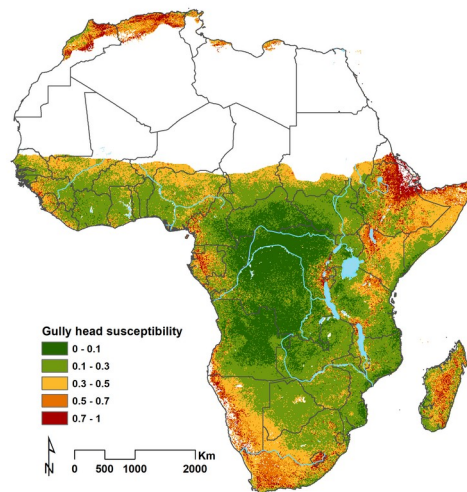 Gully head susceptibility
0 - 0.1
0.1 - 0.3
0.3 - 0.5
0.5 - 0.7
0.7 - 1
N
Km
0 500 1000 2000